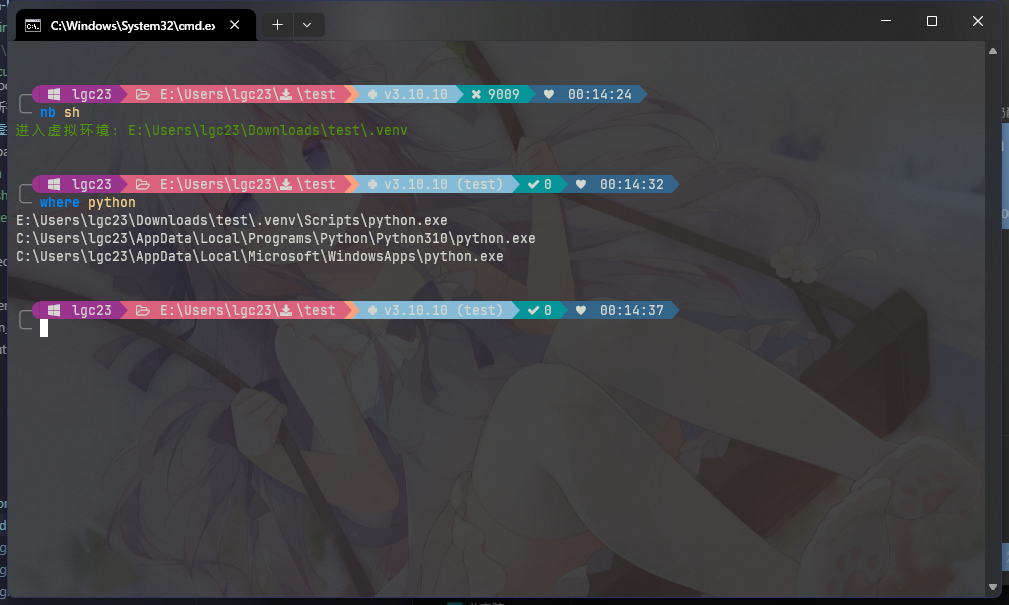 C:\Windows\System32\cmd.ex
lgc23 E:\Users\lgc23\ \test v3.10.10 9009 00:14:24
nb sh
进入虚拟环境: E:\Users\lgc23\Downloads\test\.venv
lgc23 E:\Users\lgc23\ \test v3.10.10 (test) 0 00:14:32
where python
E:\Users\lgc23\Downloads\test\.venv\Scripts\python.exe
C:\Users\lgc23\AppData\Local\Programs\Python\Python310\python.exe
C:\Users\lgc23\AppData\Local\Microsoft\WindowsApps\python.exe
lgc23 E:\Users\lgc23\ \test v3.10.10 (test) 0 00:14:37